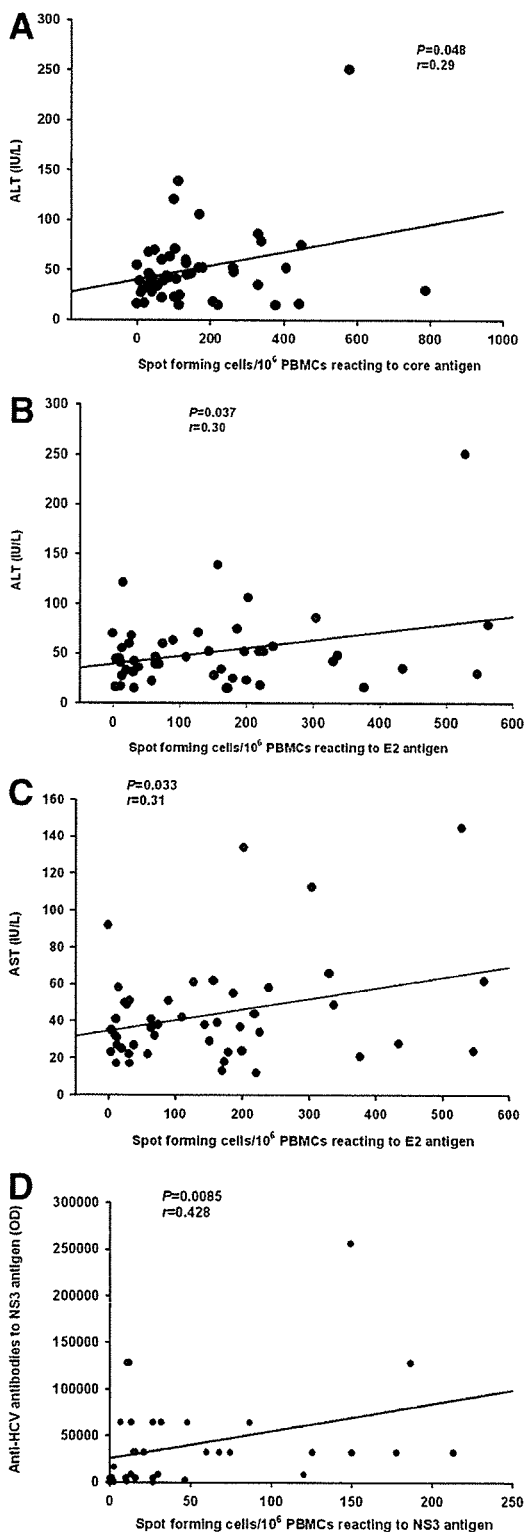 A
P=0.048
r=0.29
ALT (IU/L)
300
250
200
150
100
50
0
0 200 400 600 800 1000
Spot forming cells/10⁶ PBMCs reacting to core antigen
B
P=0.037
r=0.30
ALT (IU/L)
300
250
200
150
100
50
0
0 100 200 300 400 500 600
Spot forming cells/10⁶ PBMCs reacting to E2 antigen
C
P=0.033
r=0.31
AST (IU/L)
160
140
120
100
80
60
40
20
0
0 100 200 300 400 500 600
Spot forming cells/10⁶ PBMCs reacting to E2 antigen
D
P=0.0085
r=0.428
Anti-HCV antibodies to NS3 antigen (OD)
300000
250000
200000
150000
100000
50000
0
0 50 100 150 200 250
Spot forming cells/10⁶ PBMCs reacting to NS3 antigen